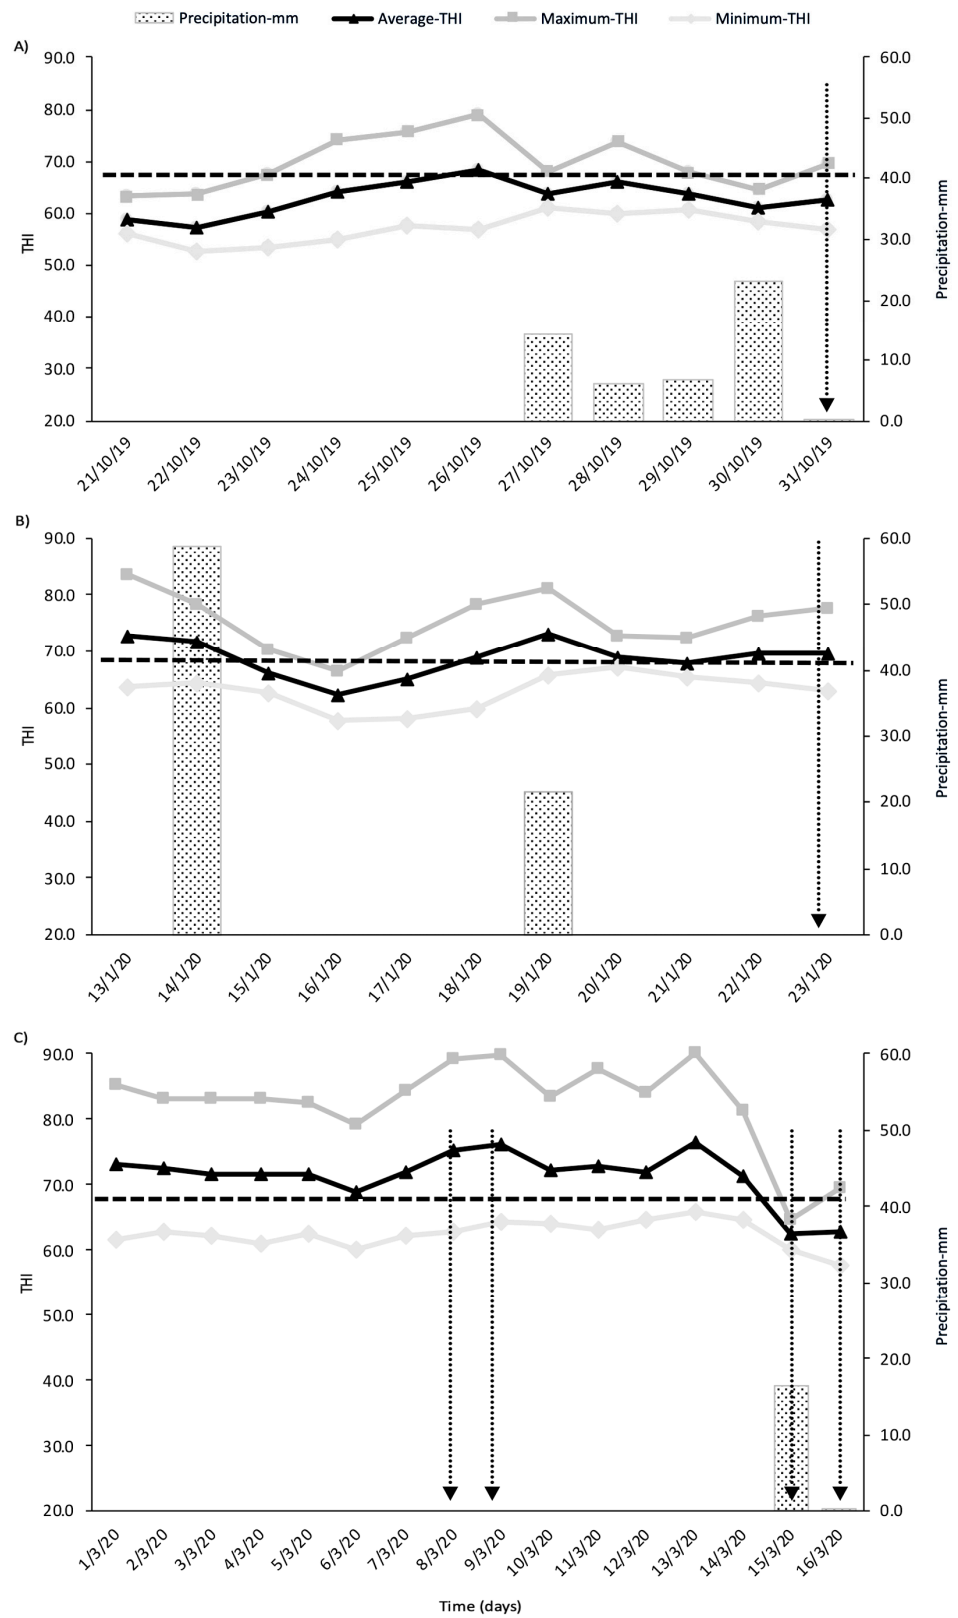 Precipitation-mm Average-THI Maximum-THI Minimum-THI
A)
90.0 60.0
80.0 50.0
70.0 40.0
60.0 30.0
50.0 20.0
40.0 10.0
30.0 0.0
20.0
THI
Precipitation-mm
21/10/19 22/10/19 23/10/19 24/10/19 25/10/19 26/10/19 27/10/19 28/10/19 29/10/19 30/10/19 31/10/19
B)
90.0 60.0
80.0 50.0
70.0 40.0
60.0 30.0
50.0 20.0
40.0 10.0
30.0 0.0
20.0
THI
Precipitation-mm
13/1/20 14/1/20 15/1/20 16/1/20 17/1/20 18/1/20 19/1/20 20/1/20 21/1/20 22/1/20 23/1/20
C)
90.0 60.0
80.0 50.0
70.0 40.0
60.0 30.0
50.0 20.0
40.0 10.0
30.0 0.0
20.0
THI
Precipitation-mm
1/3/20 2/3/20 3/3/20 4/3/20 5/3/20 6/3/20 7/3/20 8/3/20 9/3/20 10/3/20 11/3/20 12/3/20 13/3/20 14/3/20 15/3/20 16/3/20
Time (days)